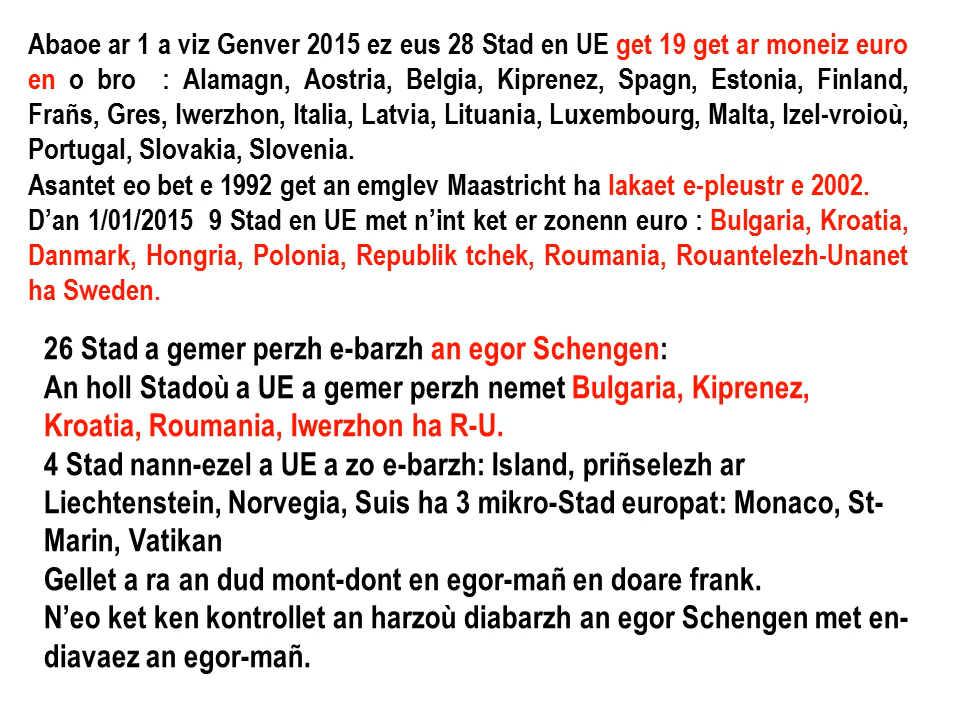 Abaoe ar 1 a viz Genver 2015 ez eus 28 Stad en UE get 19 get ar moneiz euro
en o bro : Alamagn, Aostria, Belgia, Kiprenez, Spagn, Estonia, Finland,
Frañs, Gres, Iwerzhon, Italia, Latvia, Lituania, Luxembourg, Malta, Izel-vroioù,
Portugal, Slovakia, Slovenia.
Asantet eo bet e 1992 get an emglev Maastricht ha lakaet e-pleustr e 2002.
D’an 1/01/2015 9 Stad en UE met n’int ket er zonenn euro : Bulgaria, Kroatia,
Danmark, Hongria, Polonia, Republik tchek, Roumania, Rouantelezh-Unanet
ha Sweden.
26 Stad a gemer perzh e-barzh an egor Schengen:
An holl Stadoù a UE a gemer perzh nemet Bulgaria, Kiprenez,
Kroatia, Roumania, Iwerzhon ha R-U.
4 Stad nann-ezel a UE a zo e-barzh: Island, priñselezh ar
Liechtenstein, Norvegia, Suis ha 3 mikro-Stad europat: Monaco, St-
Marin, Vatikan
Gellet a ra an dud mont-dont en egor-mañ en doare frank.
N’eo ket ken kontrollet an harzoù diabarzh an egor Schengen met en-
diavaez an egor-mañ.